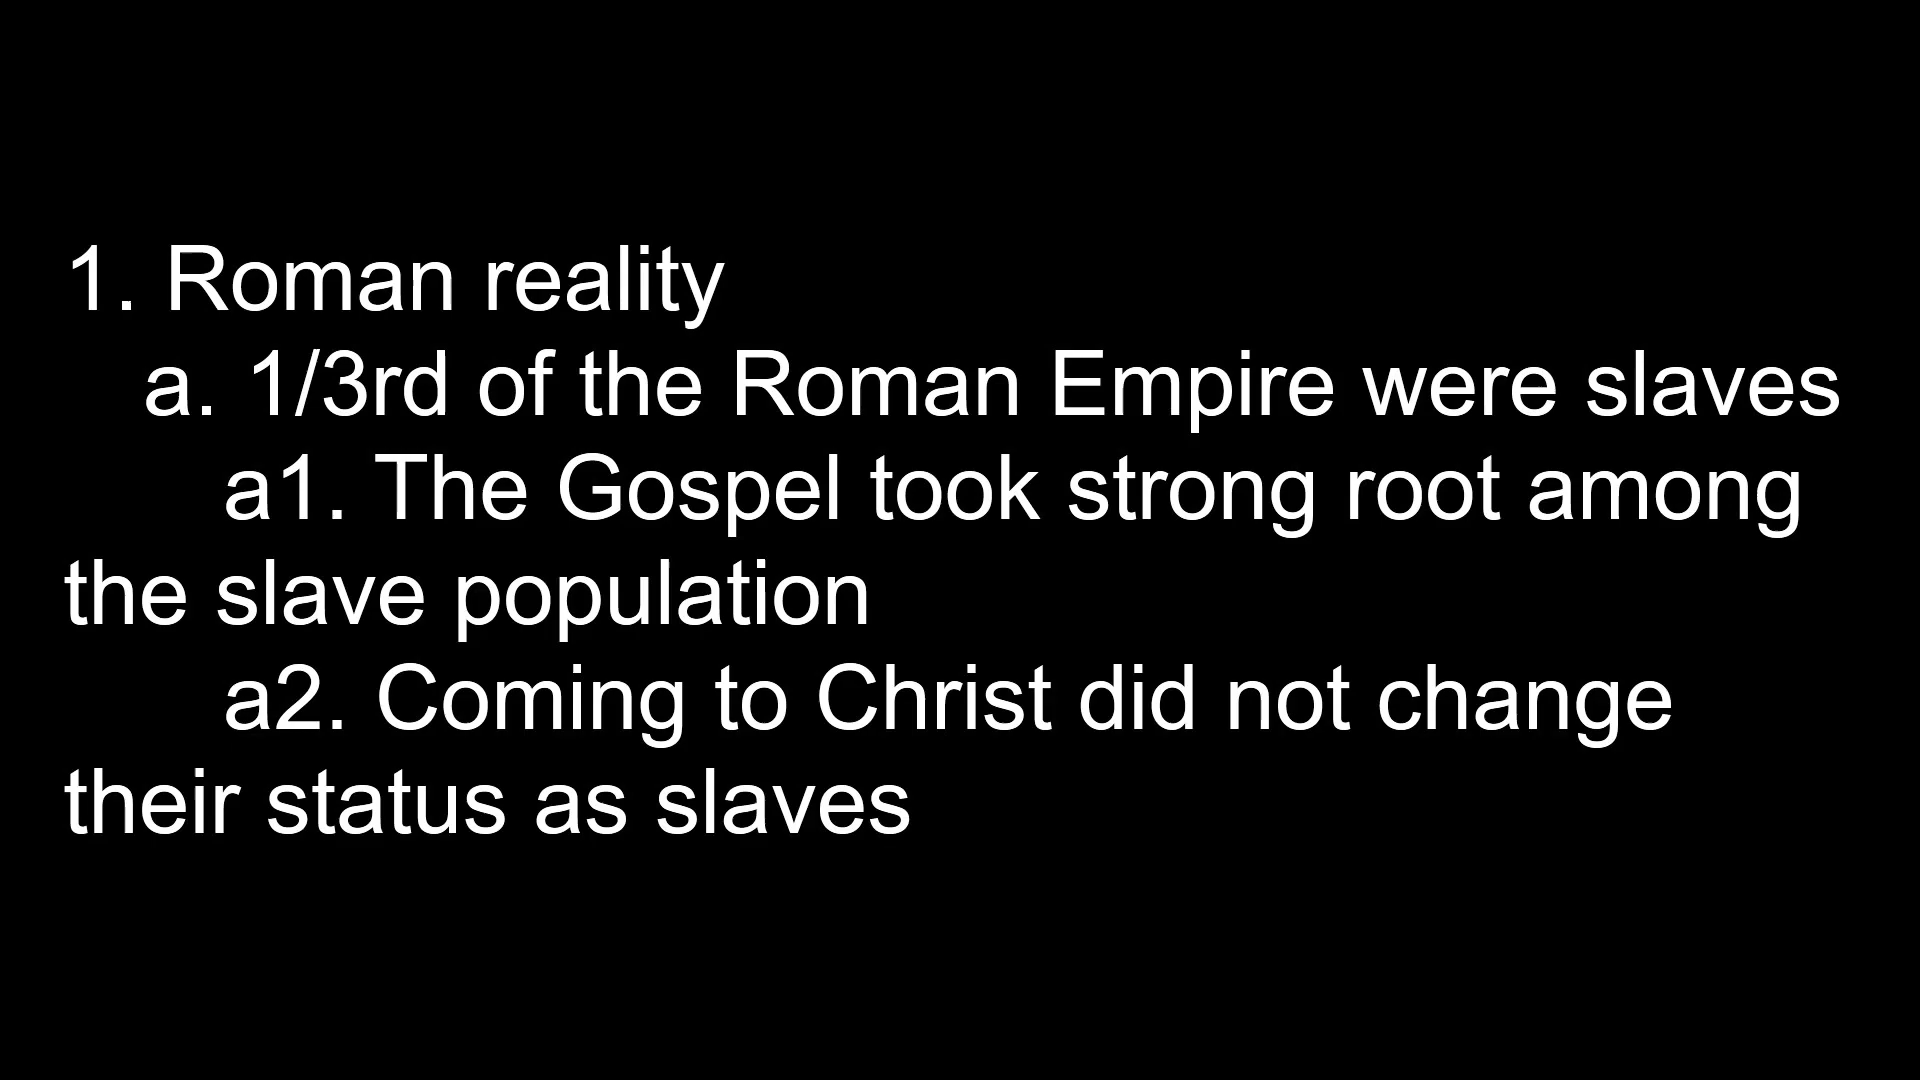 1. Roman reality
a. 1/3rd of the Roman Empire were slaves
a1. The Gospel took strong root among
the slave population
a2. Coming to Christ did not change
their status as slaves